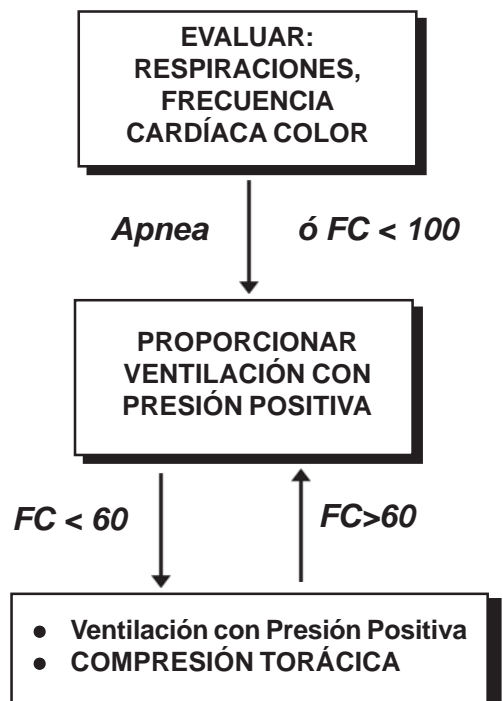 EVALUAR:
RESPIRACIONES,
FRECUENCIA
CARDÍACA COLOR
Apnea ó FC < 100
PROPORCIONAR
VENTILACIÓN CON
PRESIÓN POSITIVA
FC < 60 FC>60
• Ventilación con Presión Positiva
• COMPRESIÓN TORÁCICA